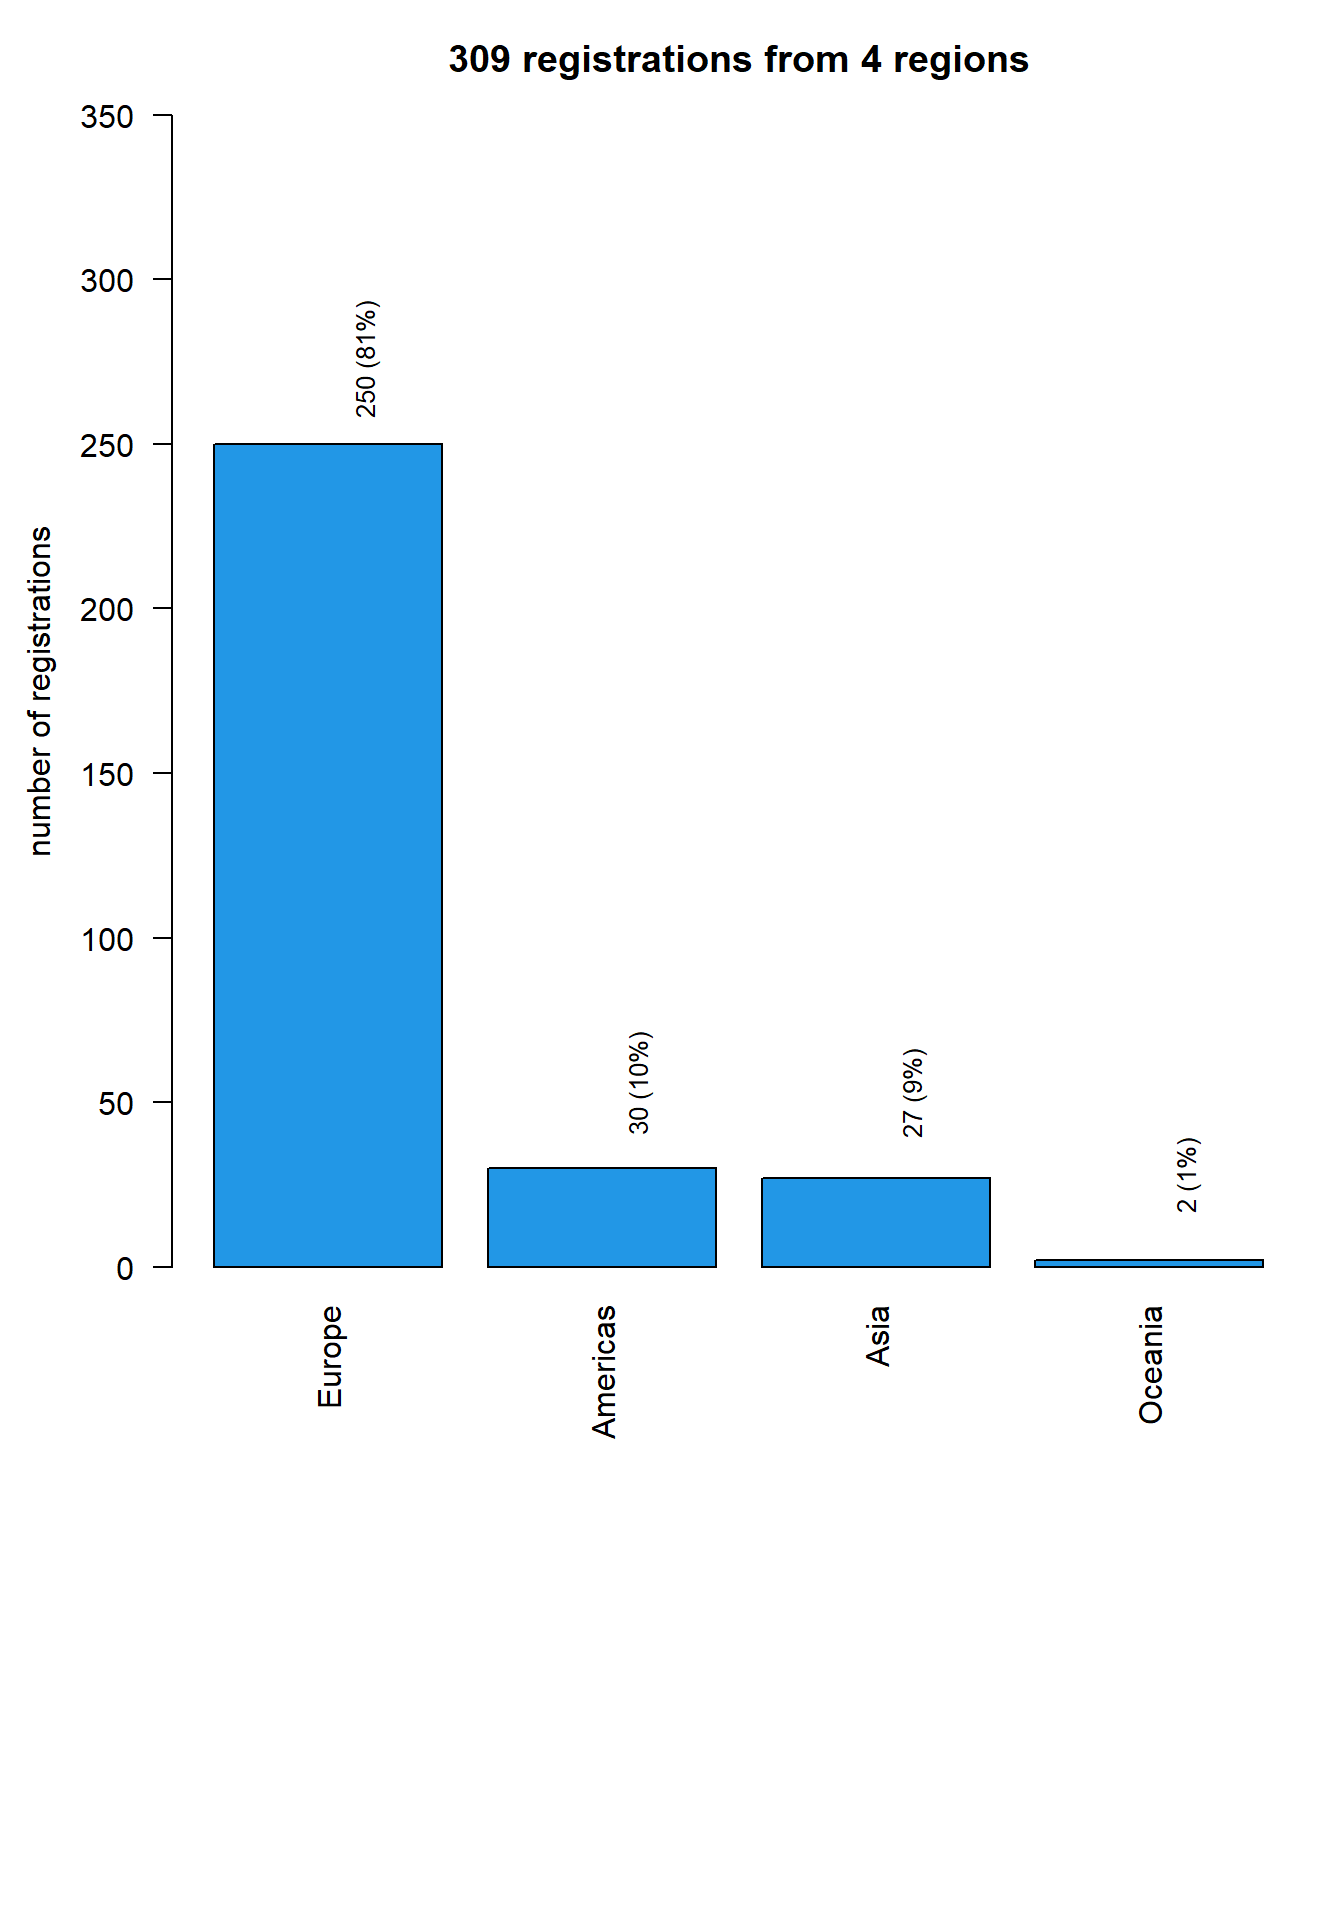 309 registrations from 4 regions
350
300
250
200
150
100
50
0
number of registrations
250 (81%)
30 (10%)
27 (9%)
2 (1%)
Europe
Americas
Asia
Oceania